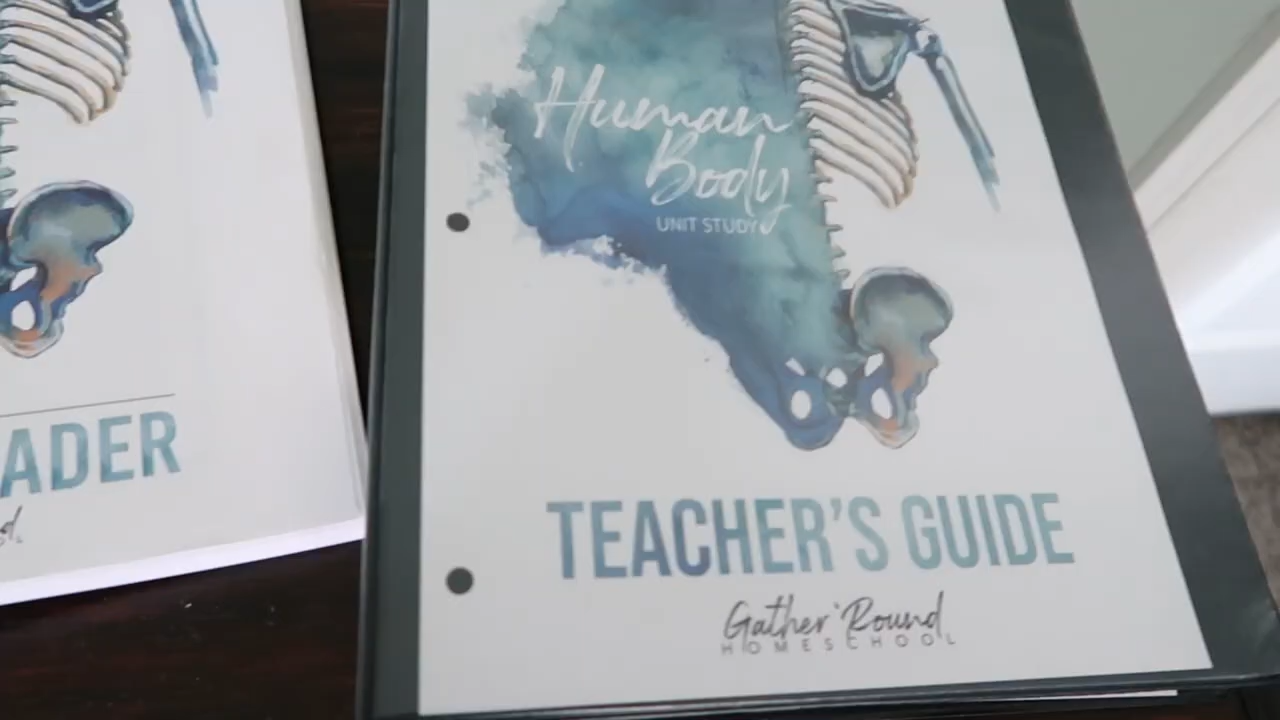 Human
Body
UNIT STUDY
TEACHER'S GUIDE
Gather 'Round
HOMESCHOOL
ADER